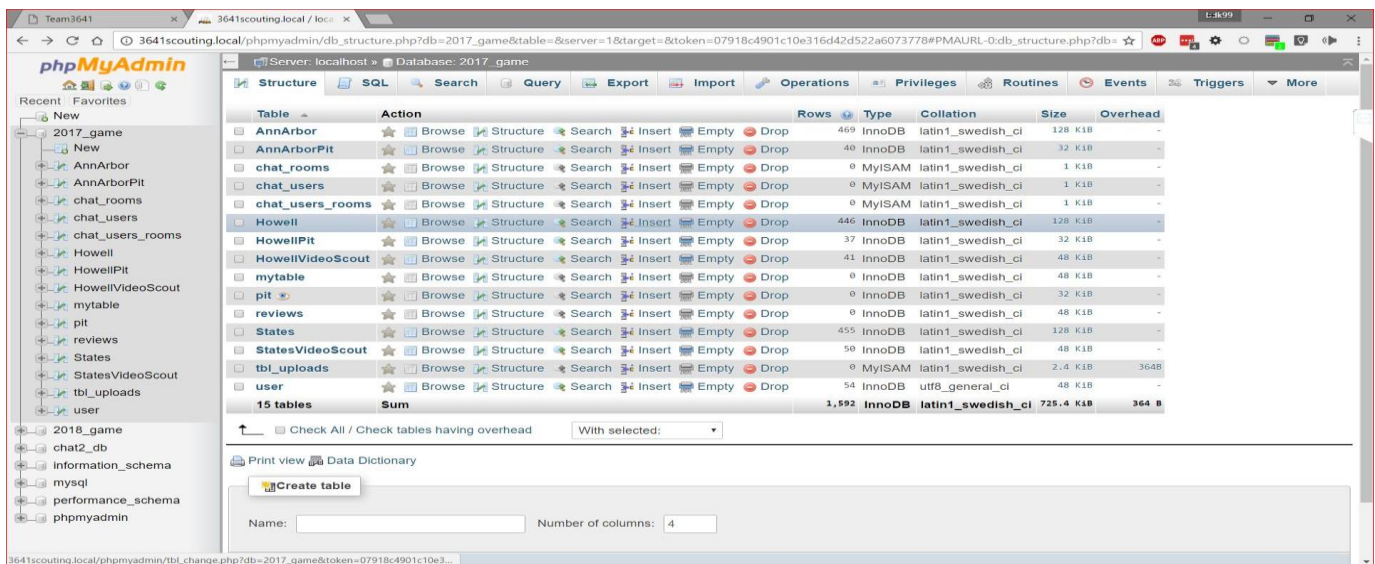 Team3641
3641scouting.local / loca
3641scouting.local/phpmyadmin/db_structure.php?db=2017_game&table=&server=1&target=&token=07918c4901c10e316d42d522a6073778#PMAURL-0:db_structure.php?db=
ABP
phpMyAdmin
Recent Favorites
New
2017_game
New
AnnArbor
AnnArborPit
chat_rooms
chat_users
chat_users_rooms
Howell
HowellPit
HowellVideoScout
mytable
pit
reviews
States
StatesVideoScout
tbl_uploads
user
2018_game
chat2_db
information_schema
mysql
performance_schema
phpmyadmin
Server: localhost » Database: 2017_game
Structure SQL Search Query Export Import Operations Privileges Routines Events Triggers More
Table Action Rows Type Collation Size Overhead
AnnArbor Browse Structure Search Insert Empty Drop 469 InnoDB latin1_swedish_ci 128 KiB -
AnnArborPit Browse Structure Search Insert Empty Drop 40 InnoDB latin1_swedish_ci 32 KiB -
chat_rooms Browse Structure Search Insert Empty Drop 0 MyISAM latin1_swedish_ci 1 KiB -
chat_users Browse Structure Search Insert Empty Drop 0 MyISAM latin1_swedish_ci 1 KiB -
chat_users_rooms Browse Structure Search Insert Empty Drop 0 MyISAM latin1_swedish_ci 1 KiB -
Howell Browse Structure Search Insert Empty Drop 446 InnoDB latin1_swedish_ci 128 KiB -
HowellPit Browse Structure Search Insert Empty Drop 37 InnoDB latin1_swedish_ci 32 KiB -
HowellVideoScout Browse Structure Search Insert Empty Drop 41 InnoDB latin1_swedish_ci 48 KiB -
mytable Browse Structure Search Insert Empty Drop 0 InnoDB latin1_swedish_ci 48 KiB -
pit Browse Structure Search Insert Empty Drop 0 InnoDB latin1_swedish_ci 32 KiB -
reviews Browse Structure Search Insert Empty Drop 0 InnoDB latin1_swedish_ci 48 KiB -
States Browse Structure Search Insert Empty Drop 455 InnoDB latin1_swedish_ci 128 KiB -
StatesVideoScout Browse Structure Search Insert Empty Drop 50 InnoDB latin1_swedish_ci 48 KiB -
tbl_uploads Browse Structure Search Insert Empty Drop 0 MyISAM latin1_swedish_ci 2.4 KiB 364B
user Browse Structure Search Insert Empty Drop 54 InnoDB utf8_general_ci 48 KiB -
15 tables Sum 1,592 InnoDB latin1_swedish_ci 725.4 KiB 364 B
Check All / Check tables having overhead With selected:
Print view Data Dictionary
Create table
Name: Number of columns: 4
3641scouting.local/phpmyadmin/tbl_change.php?db=2017_game&token=07918c4901c10e3...